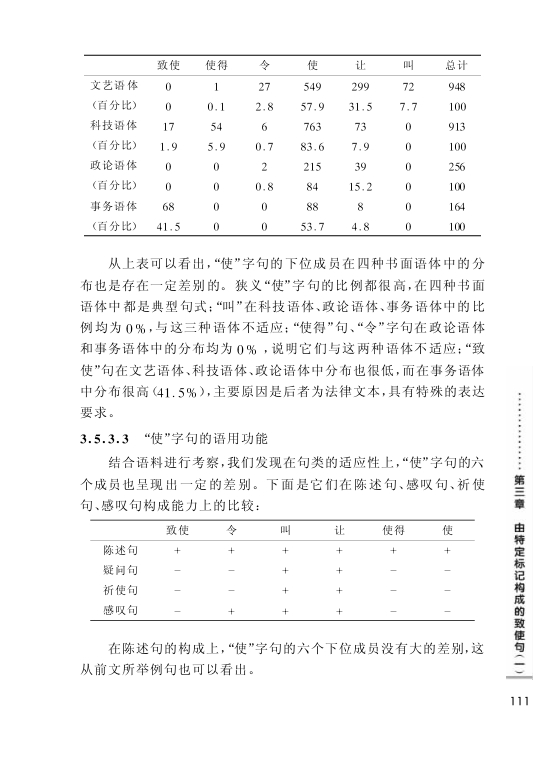 致使 使得 令 使 让 叫 总计
文艺语体 0 1 27 549 299 72 948
（百分比） 0 0.1 2.8 57.9 31.5 7.7 100
科技语体 17 54 6 763 73 0 913
（百分比） 1.9 5.9 0.7 83.6 7.9 0 100
政论语体 0 0 2 215 39 0 256
（百分比） 0 0 0.8 84 15.2 0 100
事务语体 68 0 0 88 8 0 164
（百分比） 41.5 0 0 53.7 4.8 0 100
从上表可以看出，“使”字句的下位成员在四种书面语体中的分
布也是存在一定差别的。狭义“使”字句的比例都很高，在四种书面
语体中都是典型句式；“叫”在科技语体、政论语体、事务语体中的比
例均为 0%，与这三种语体不适应；“使得”句、“令”字句在政论语体
和事务语体中的分布均为 0% ，说明它们与这两种语体不适应；“致
使”句在文艺语体、科技语体、政论语体中分布也很低，而在事务语体
中分布很高（41.5%），主要原因是后者为法律文本，具有特殊的表达
要求。
3.5.3.3 “使”字句的语用功能
结合语料进行考察，我们发现在句类的适应性上，“使”字句的六
个成员也呈现出一定的差别。下面是它们在陈述句、感叹句、祈使
句、感叹句构成能力上的比较：
致使 令 叫 让 使得 使
陈述句 + + + + + +
疑问句 − − + + − −
祈使句 − − + + − −
感叹句 − + + + − −
在陈述句的构成上，“使”字句的六个下位成员没有大的差别，这
从前文所举例句也可以看出。
第三章 由特定标记构成的致使句（一）
111